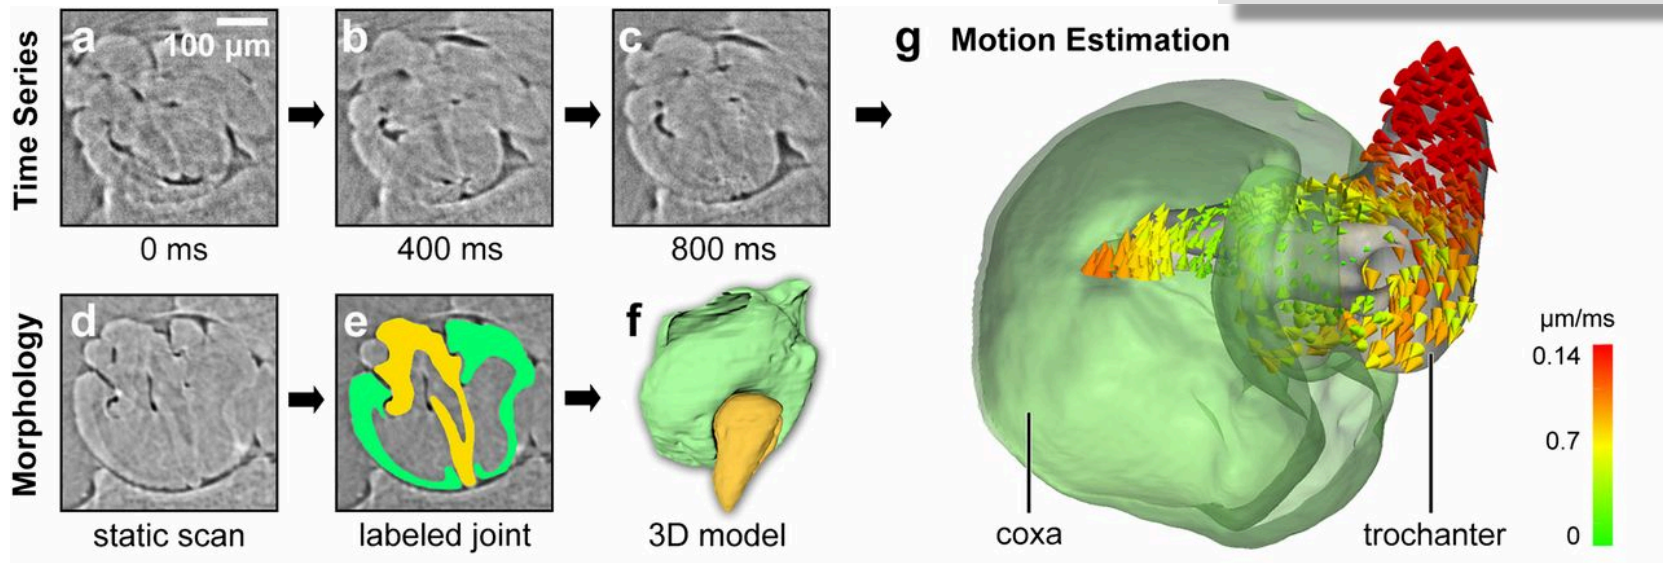 Time Series
a
100 µm
b
c
0 ms
400 ms
800 ms
Morphology
d
e
f
static scan
labeled joint
3D model
g Motion Estimation
coxa
trochanter
µm/ms
0.14
0.7
0